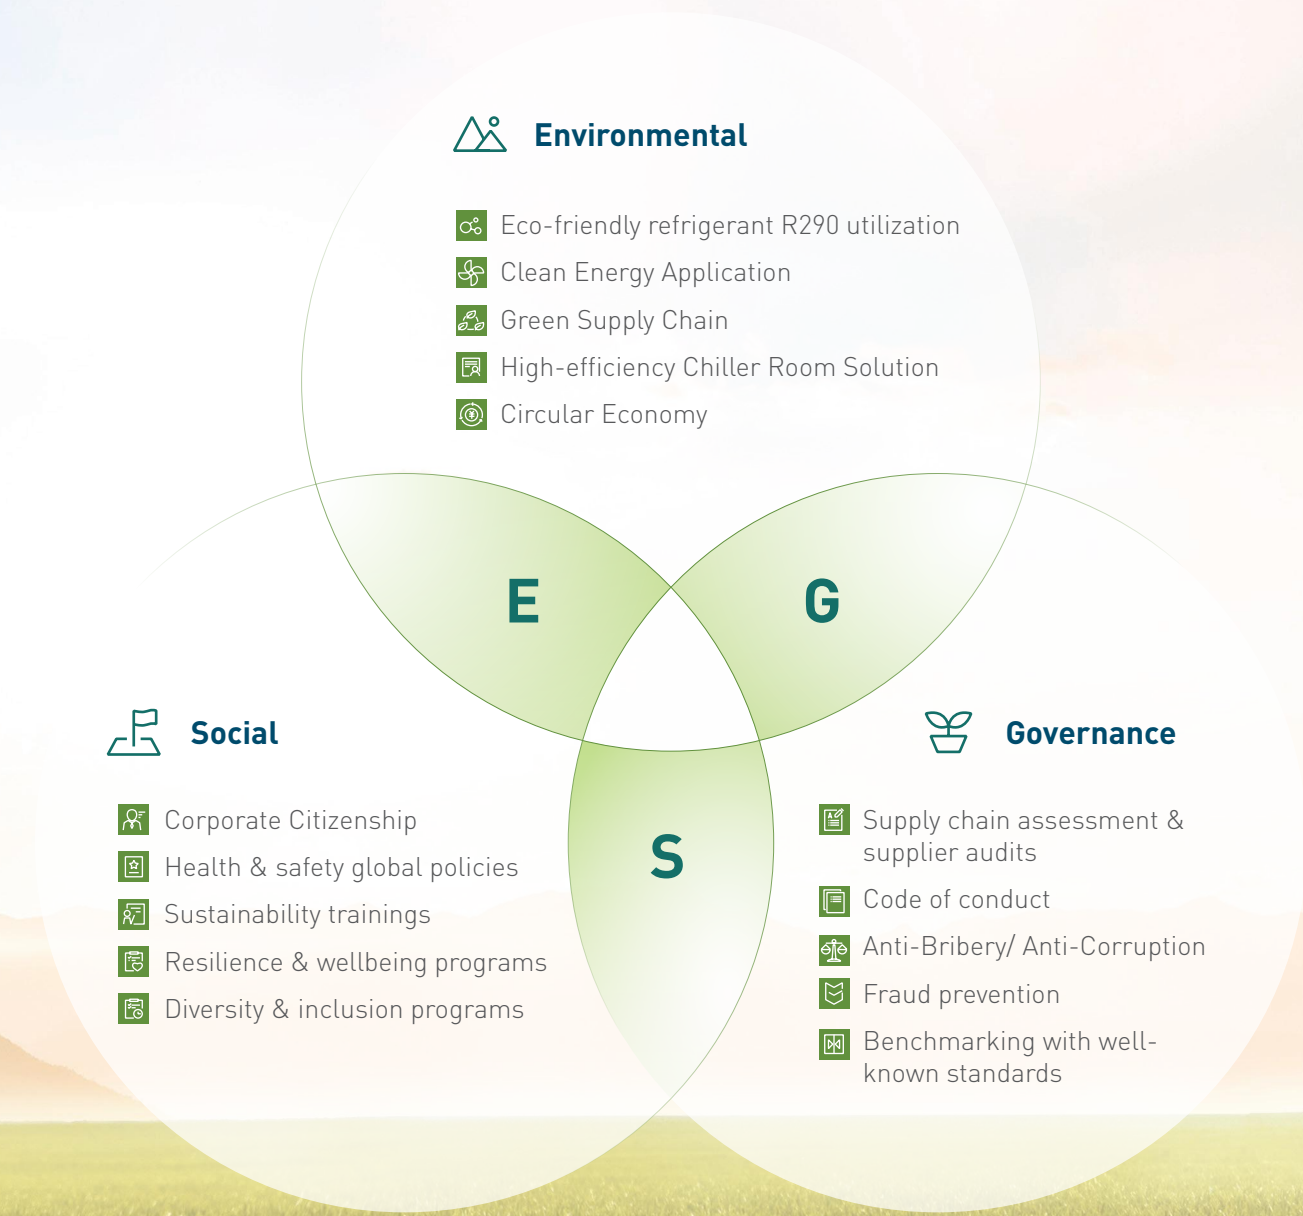 Environmental
Eco-friendly refrigerant R290 utilization
Clean Energy Application
Green Supply Chain
High-efficiency Chiller Room Solution
Circular Economy
E
G
S
Social
Corporate Citizenship
Health & safety global policies
Sustainability trainings
Resilience & wellbeing programs
Diversity & inclusion programs
Governance
Supply chain assessment &
supplier audits
Code of conduct
Anti-Bribery/ Anti-Corruption
Fraud prevention
Benchmarking with well-
known standards